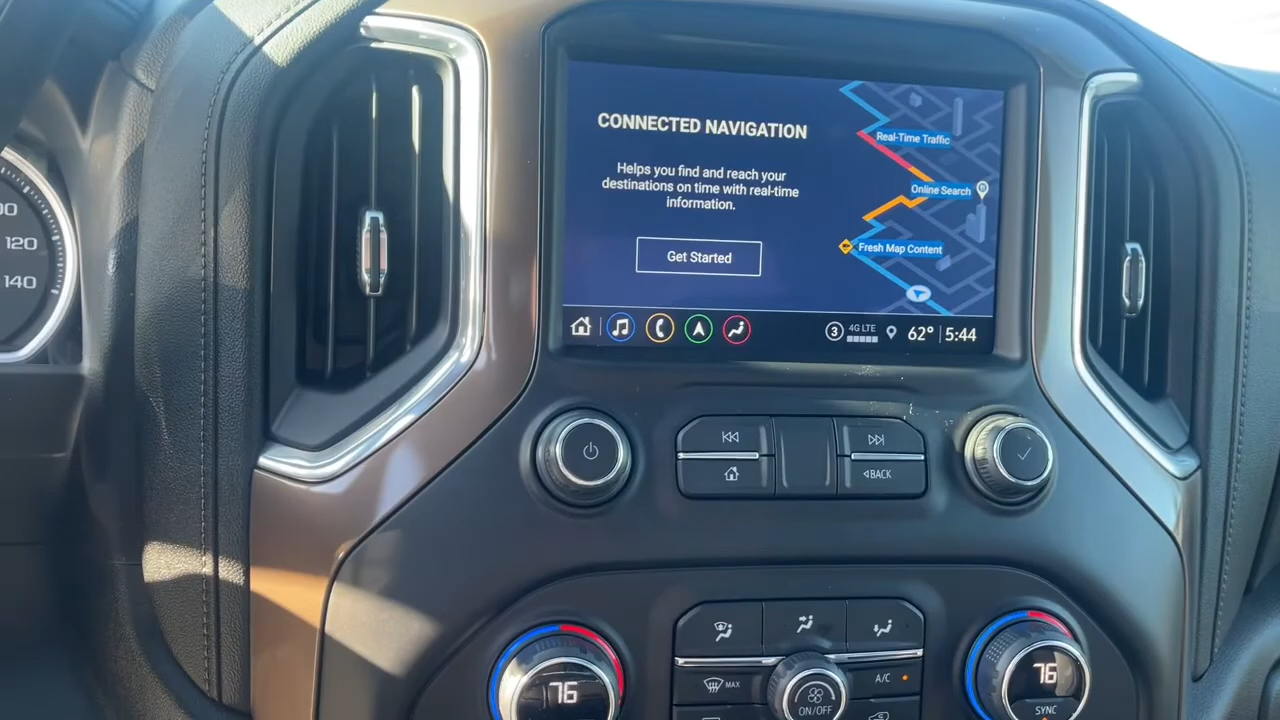 00
120
140
CONNECTED NAVIGATION
Helps you find and reach your
destinations on time with real-time
information.
Get Started
Real-Time Traffic
Online Search
Fresh Map Content
3
4G LTE
62° 5:44
BACK
MAX
A/C
ON/OFF
76
76
SYNC